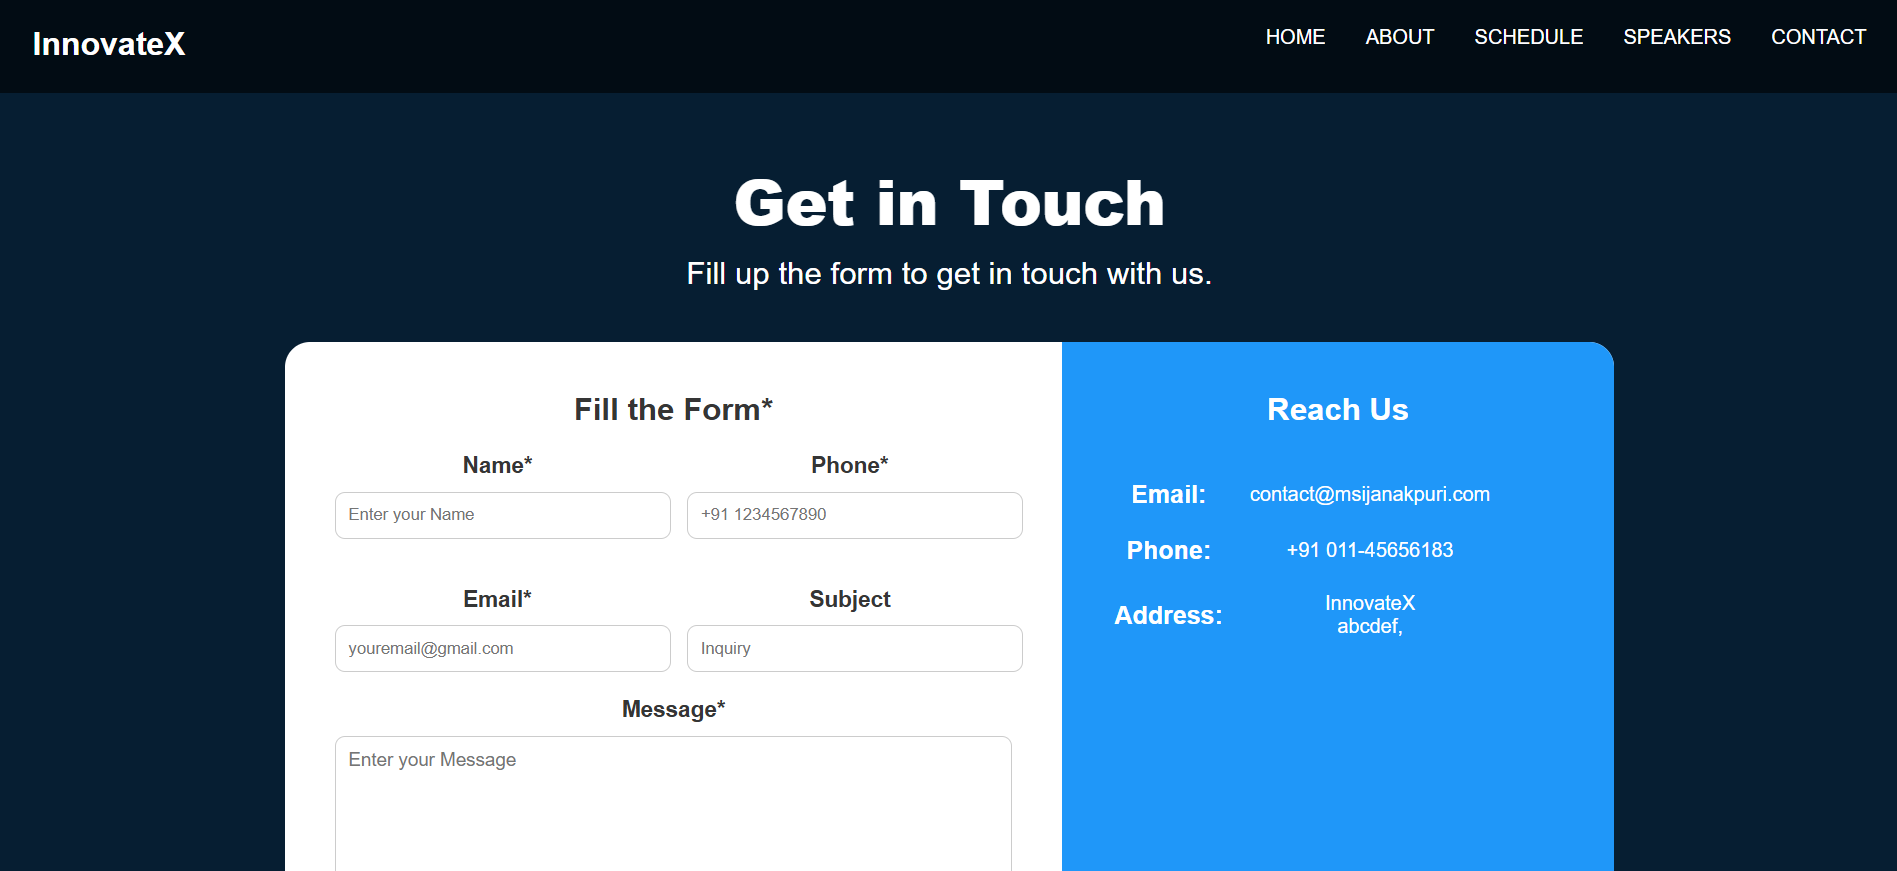 InnovateX
HOME ABOUT SCHEDULE SPEAKERS CONTACT
Get in Touch
Fill up the form to get in touch with us.
Fill the Form*
Name* Phone*
Enter your Name +91 1234567890
Email* Subject
youremail@gmail.com Inquiry
Message*
Enter your Message
Reach Us
Email: contact@msijanakpuri.com
Phone: +91 011-45656183
Address: InnovateX
abcdef,